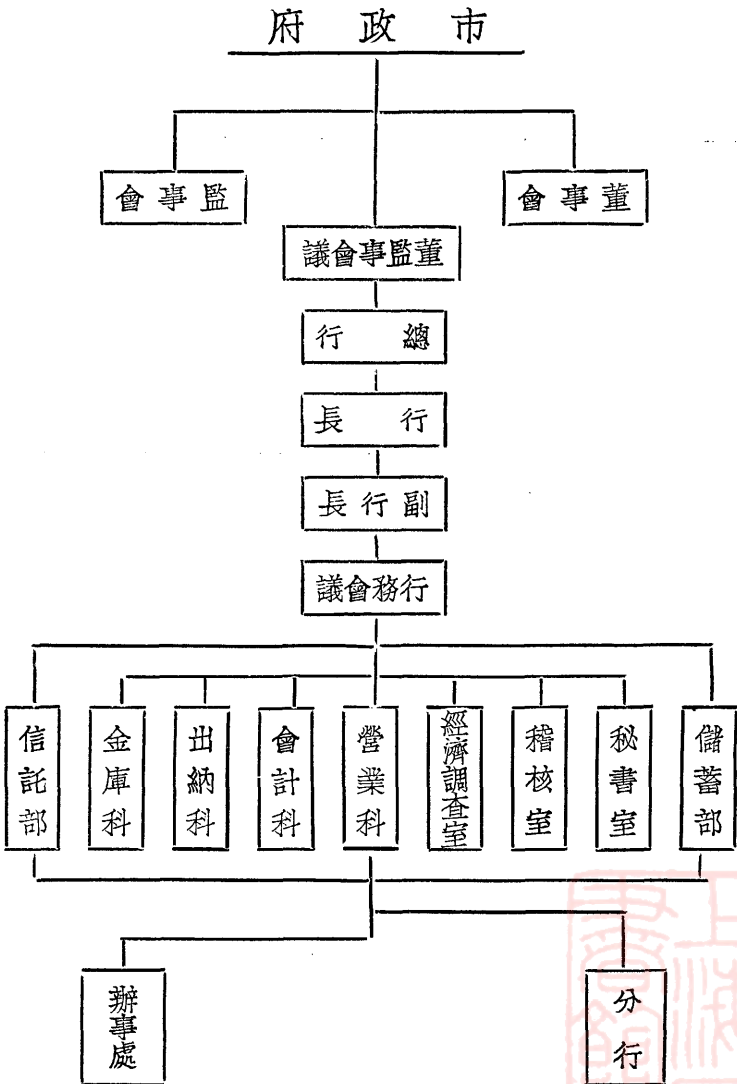 市政府
董事會
監事會
董監事會議
總行
行長
副行長
行務會議
儲蓄部
秘書室
稽核室
經濟調查室
營業科
會計科
出納科
金庫科
信託部
分行
辦事處